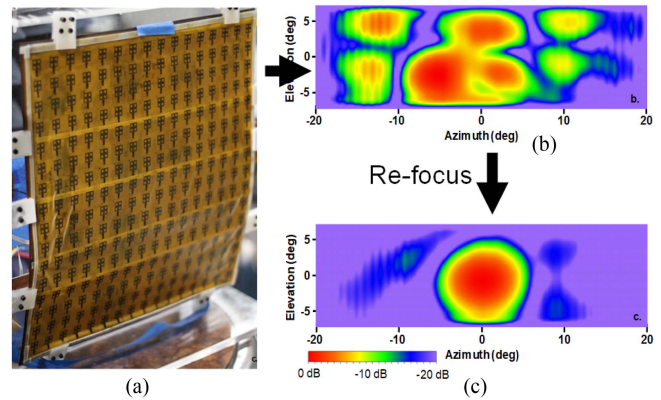 Elevation (deg)
5
0
-5
b.
-20
-10
0
10
20
Azimuth (deg)
(b)
Re-focus
Elevation (deg)
5
0
-5
c.
-20
-10
0
10
20
Azimuth (deg)
0 dB
-10 dB
-20 dB
(a)
(c)